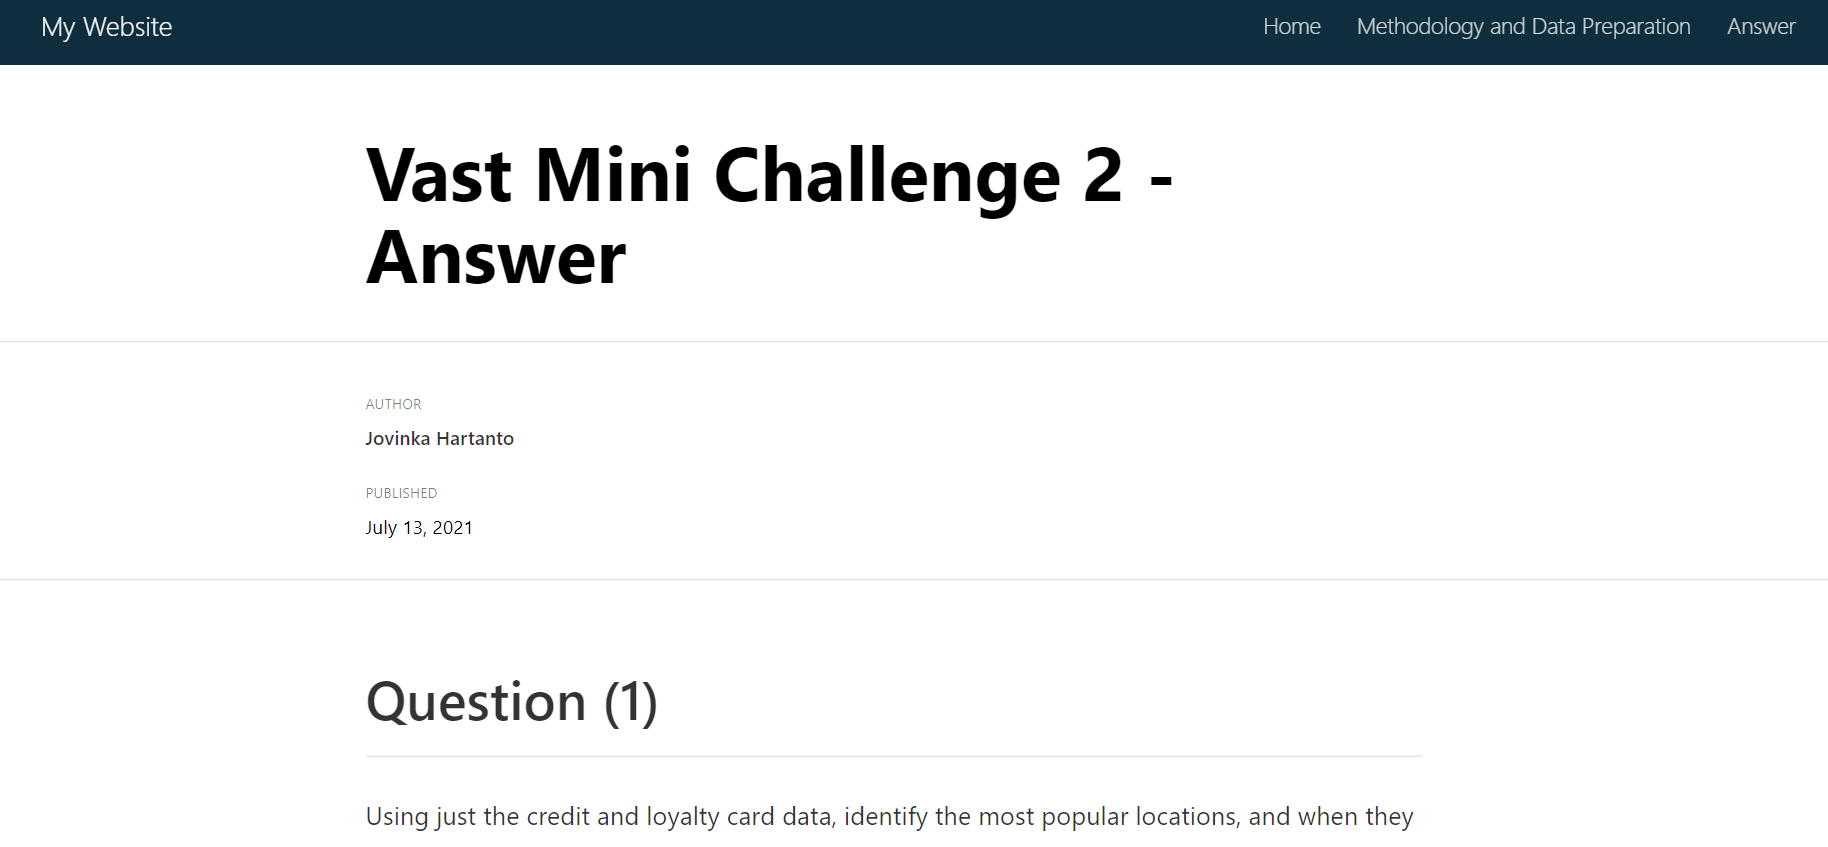 My Website Home Methodology and Data Preparation Answer
Vast Mini Challenge 2 -
Answer
AUTHOR
Jovinka Hartanto
PUBLISHED
July 13, 2021
Question (1)
Using just the credit and loyalty card data, identify the most popular locations, and when they